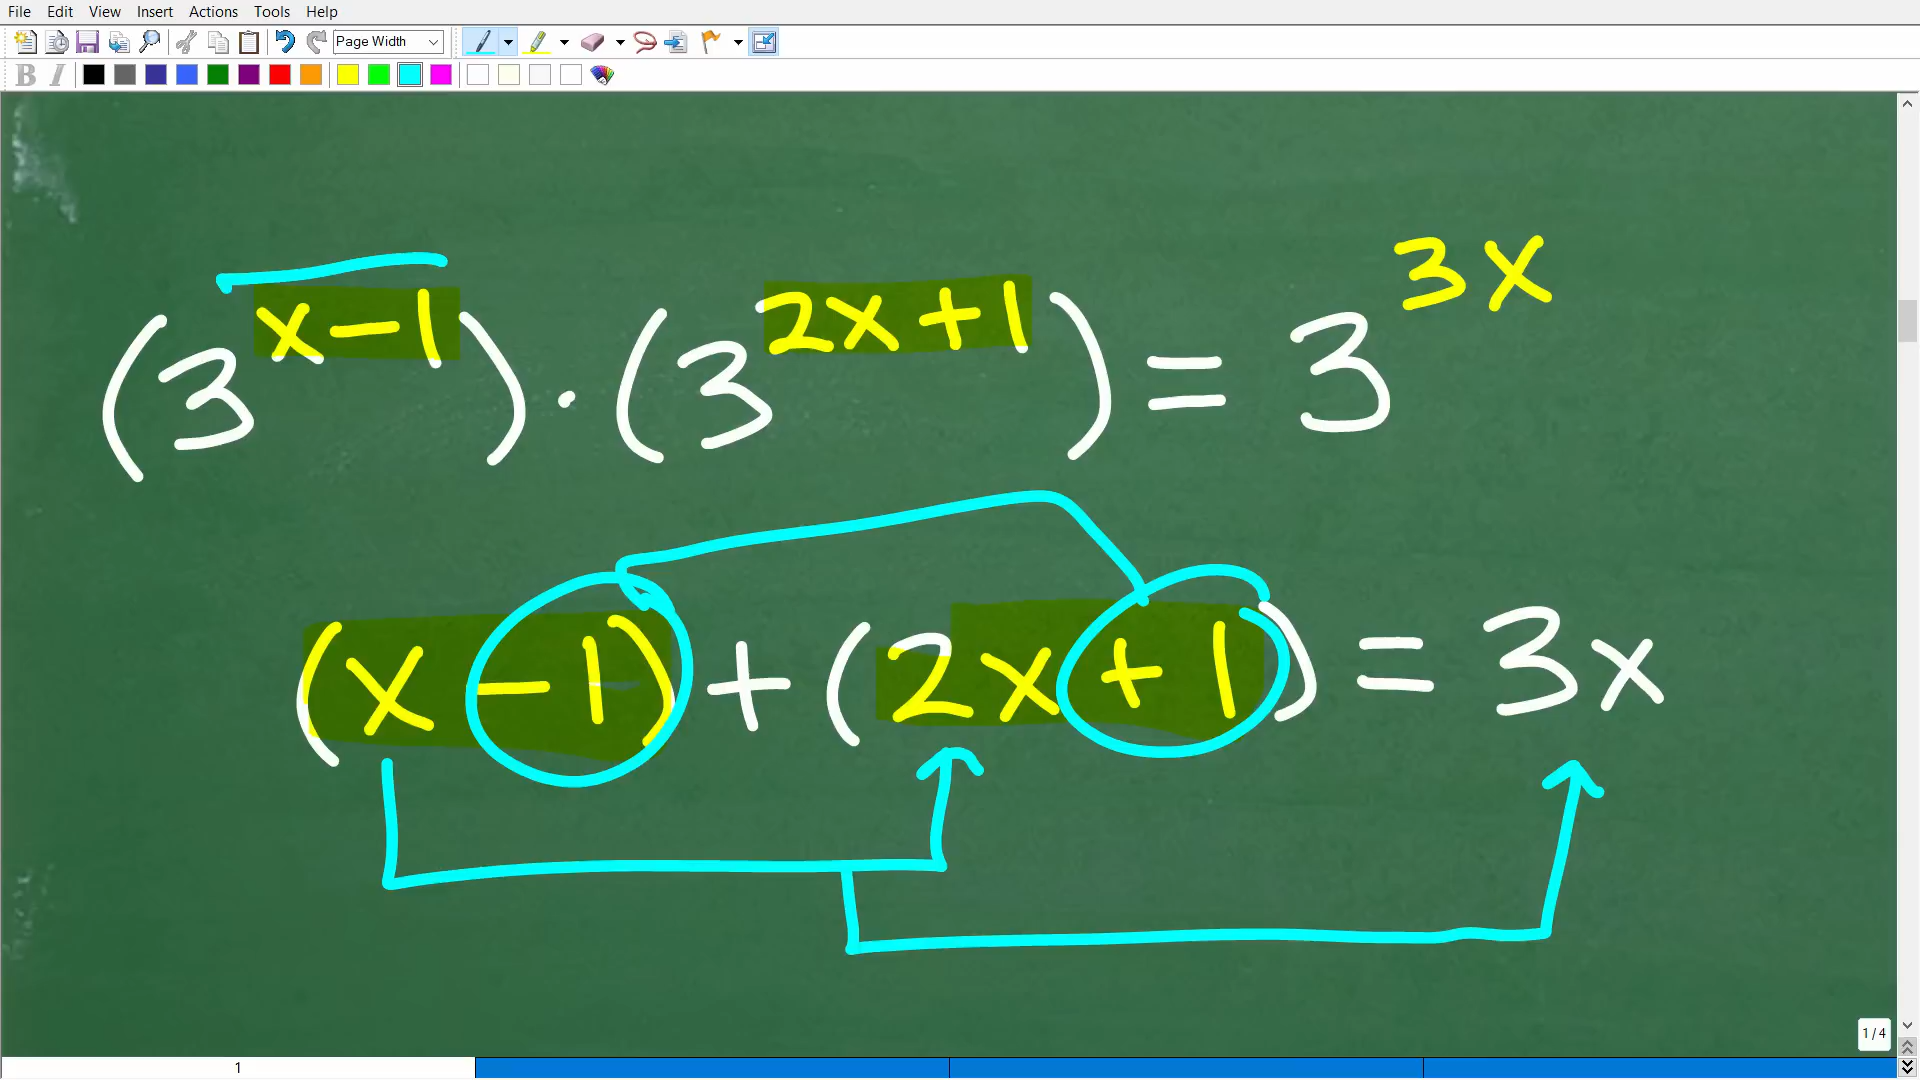 File Edit View Insert Actions Tools Help
Page Width
B I
(3^{x-1}) · (3^{2x+1}) = 3^{3x}
(x - 1) + (2x + 1) = 3x
1 / 4
1